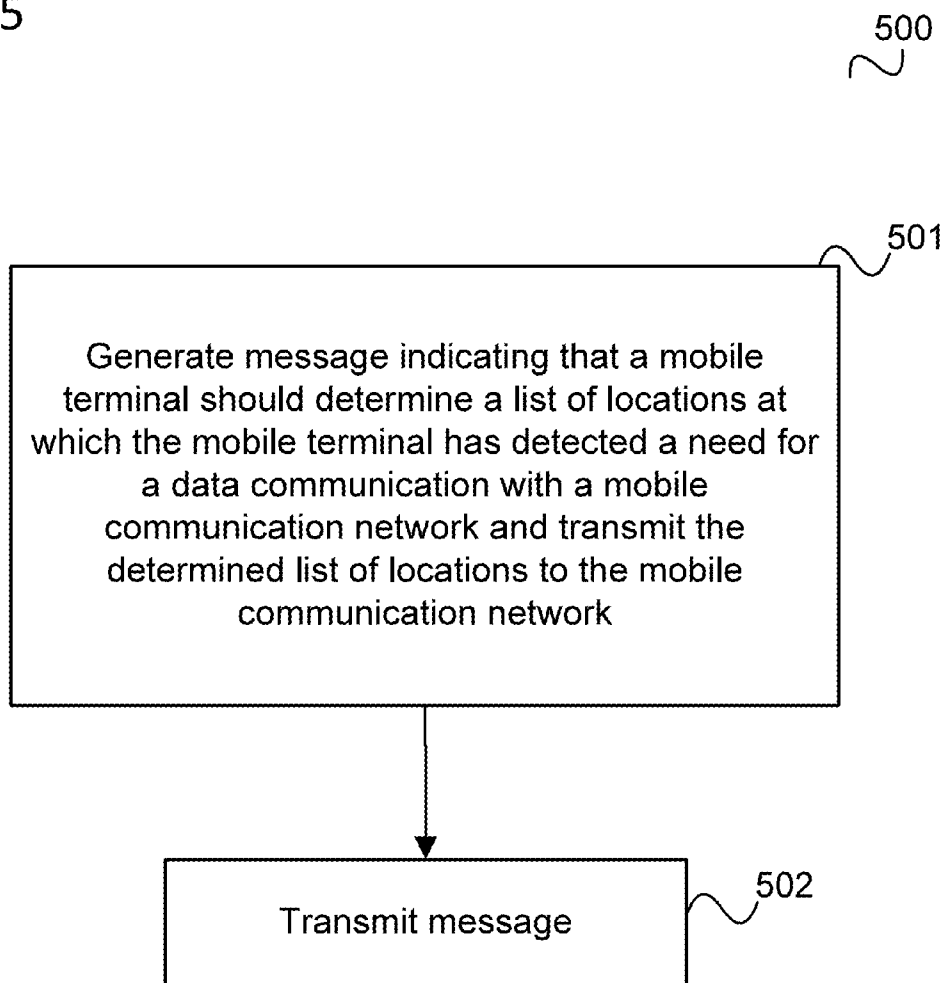 5
500
501
Generate message indicating that a mobile
terminal should determine a list of locations at
which the mobile terminal has detected a need for
a data communication with a mobile
communication network and transmit the
determined list of locations to the mobile
communication network
502
Transmit message